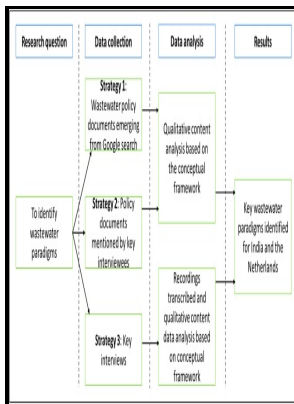 Research question
Data collection
Data analysis
Results
Strategy 1:
Wastewater policy
documents emerging
from Google search
Qualitative content
analysis based on
the conceptual
framework
To identify
wastewater
paradigms
Strategy 2: Policy
documents
mentioned by key
interviewees
Key
wastewater
paradigms identified
for India and the
Netherlands
Recordings
transcribed and
qualitative content
data analysis based
on conceptual
framework
Strategy 3: Key
interviews